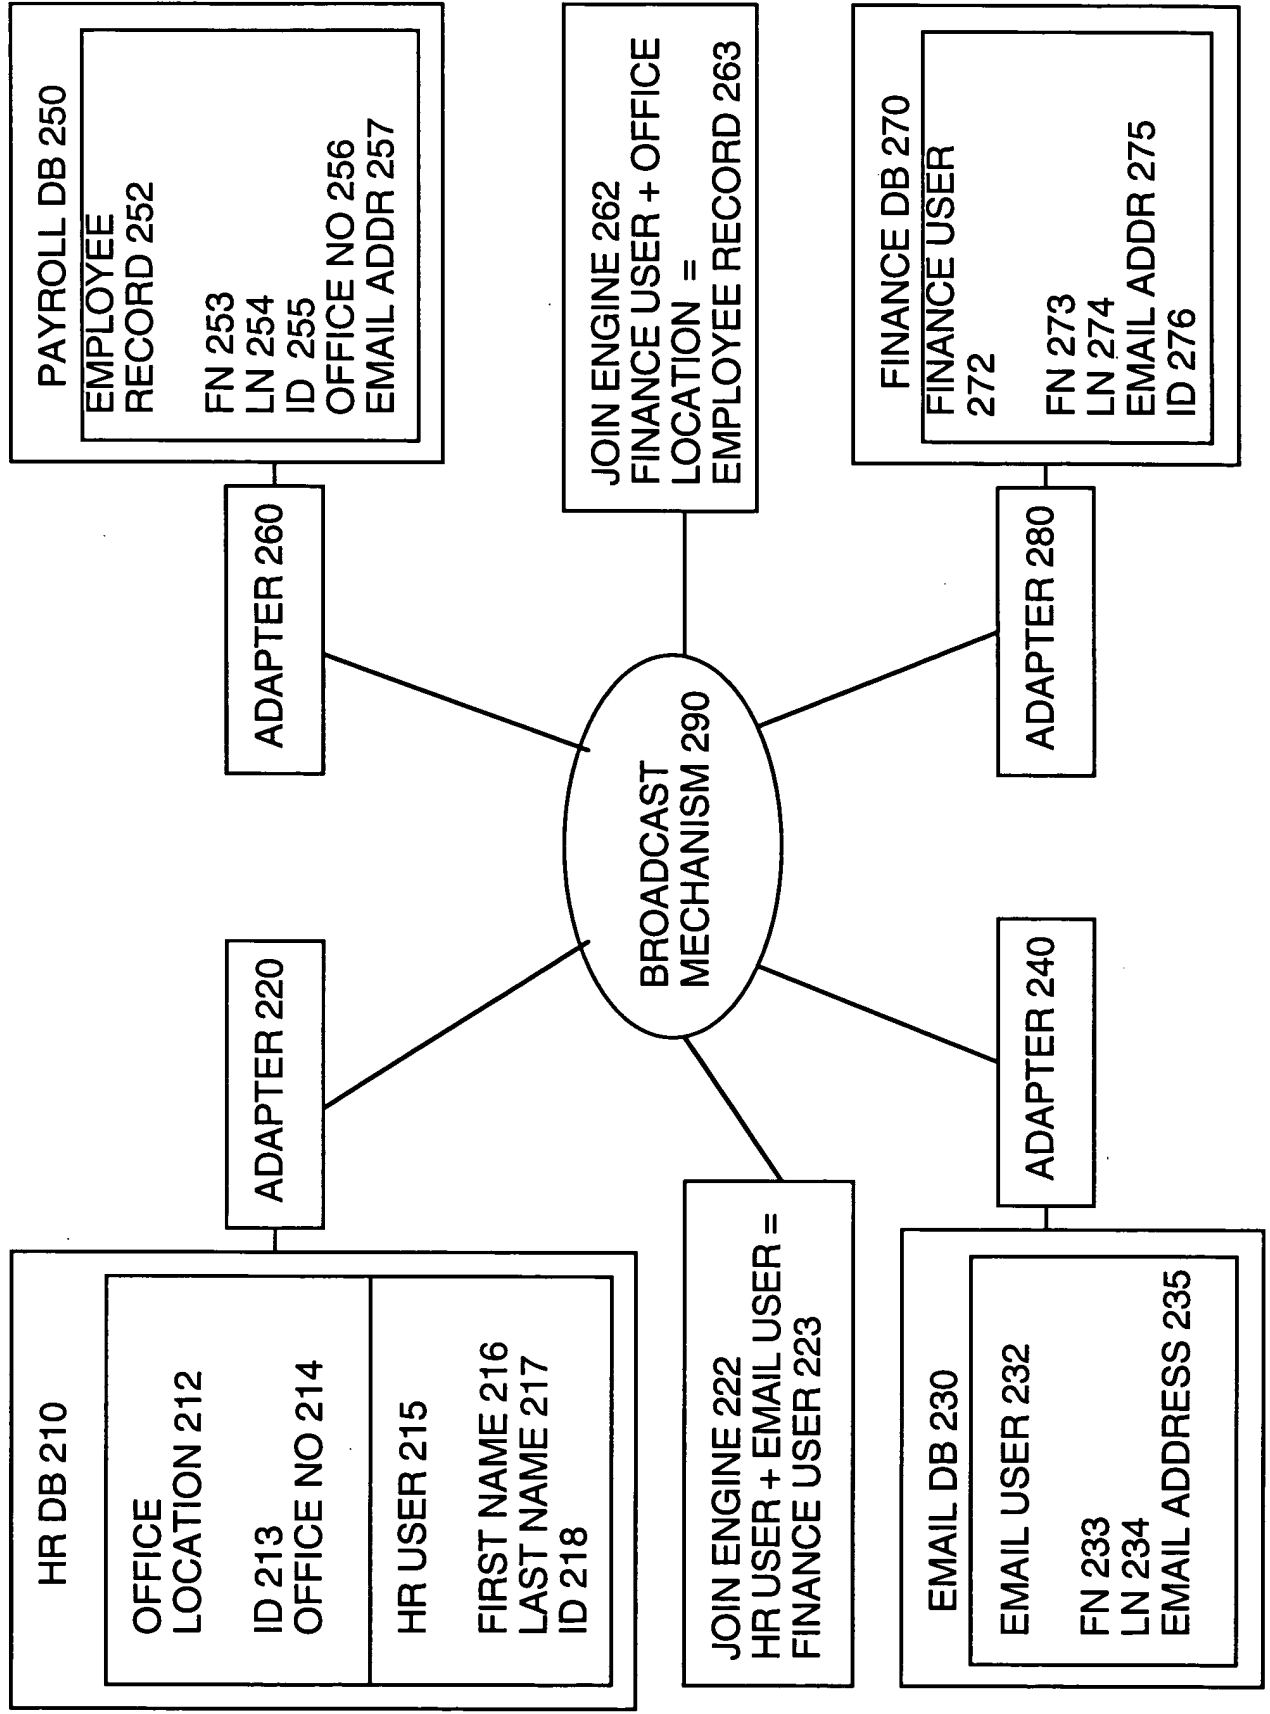 HR DB 210
OFFICE
LOCATION 212
ID 213
OFFICE NO 214
HR USER 215
FIRST NAME 216
LAST NAME 217
ID 218
ADAPTER 220
ADAPTER 260
PAYROLL DB 250
EMPLOYEE
RECORD 252
FN 253
LN 254
ID 255
OFFICE NO 256
EMAIL ADDR 257
JOIN ENGINE 222
HR USER + EMAIL USER =
FINANCE USER 223
BROADCAST
MECHANISM 290
JOIN ENGINE 262
FINANCE USER + OFFICE
LOCATION =
EMPLOYEE RECORD 263
EMAIL DB 230
EMAIL USER 232
FN 233
LN 234
EMAIL ADDRESS 235
ADAPTER 240
ADAPTER 280
FINANCE DB 270
FINANCE USER
272
FN 273
LN 274
EMAIL ADDR 275
ID 276